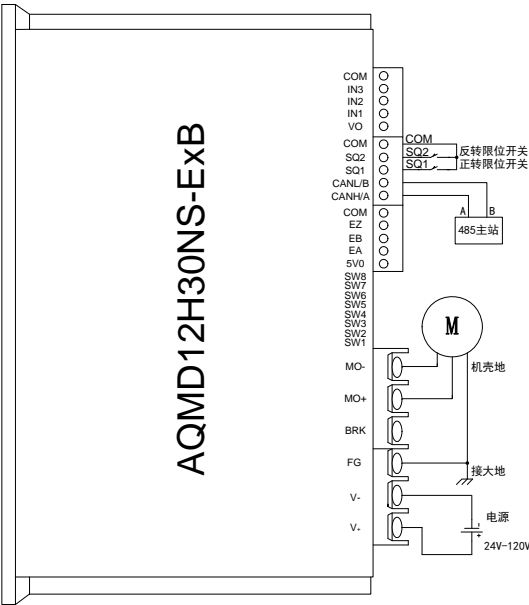 AQMD12H30NS-ExB
COM
IN3
IN2
IN1
VO
COM
SQ2
SQ1
CANL/B
CANH/A
COM
EZ
EB
EA
5V0
SW8
SW7
SW6
SW5
SW4
SW3
SW2
SW1
MO-
MO+
BRK
FG
V-
V+
COM
SQ2
反转限位开关
SQ1
正转限位开关
A B
485主站
M
机壳地
接大地
电源
-
+
24V-120V